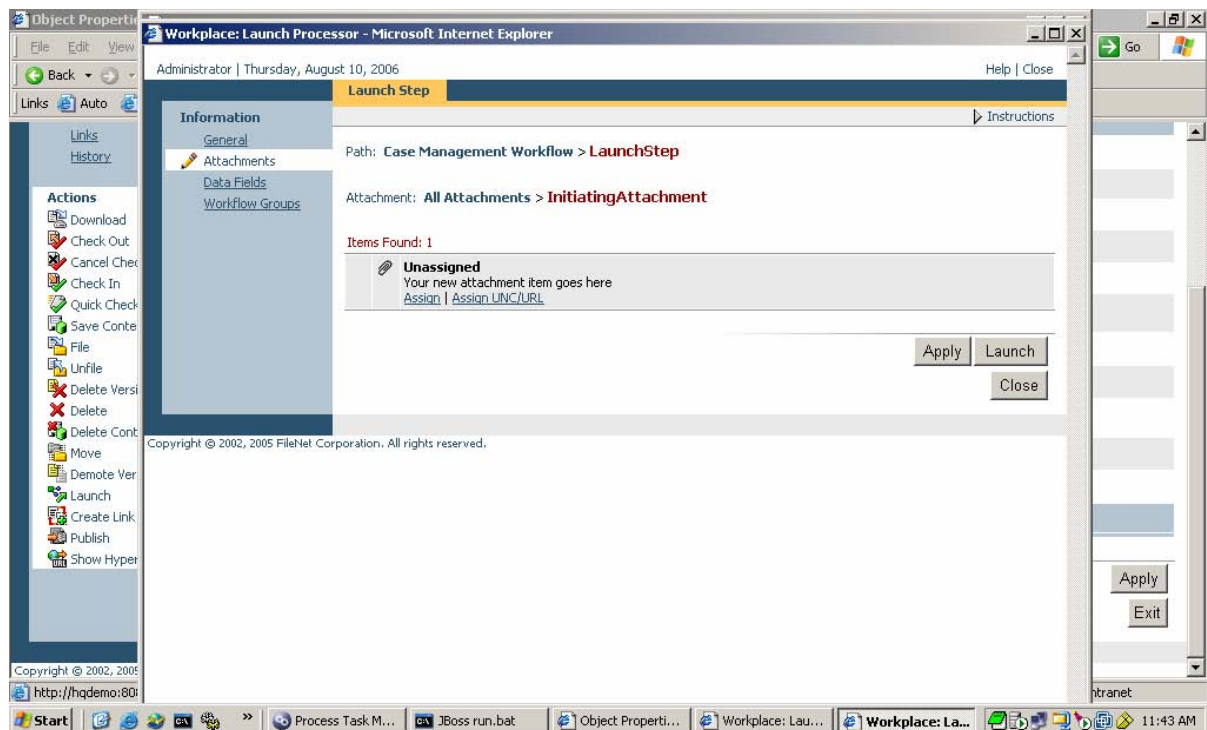 Object Properti
Workplace: Launch Processor - Microsoft Internet Explorer
File Edit View
Go
Back
Links Auto
Administrator | Thursday, August 10, 2006
Help | Close
Launch Step
Information
General
Attachments
Data Fields
Workflow Groups
Instructions
Path: Case Management Workflow > LaunchStep
Attachment: All Attachments > InitiatingAttachment
Items Found: 1
Unassigned
Your new attachment item goes here
Assign | Assign UNC/URL
Apply Launch
Close
Copyright © 2002, 2005 FileNet Corporation. All rights reserved.
Links
History
Actions
Download
Check Out
Cancel Chec
Check In
Quick Check
Save Conte
File
Unfile
Delete Versi
Delete
Delete Cont
Move
Demote Ver
Launch
Create Link
Publish
Show Hyper
Apply
Exit
Copyright © 2002, 2005
http://hqdemo:80
ntranet
Start
»
Process Task M...
JBoss run.bat
Object Properti...
Workplace: Lau...
Workplace: La...
11:43 AM